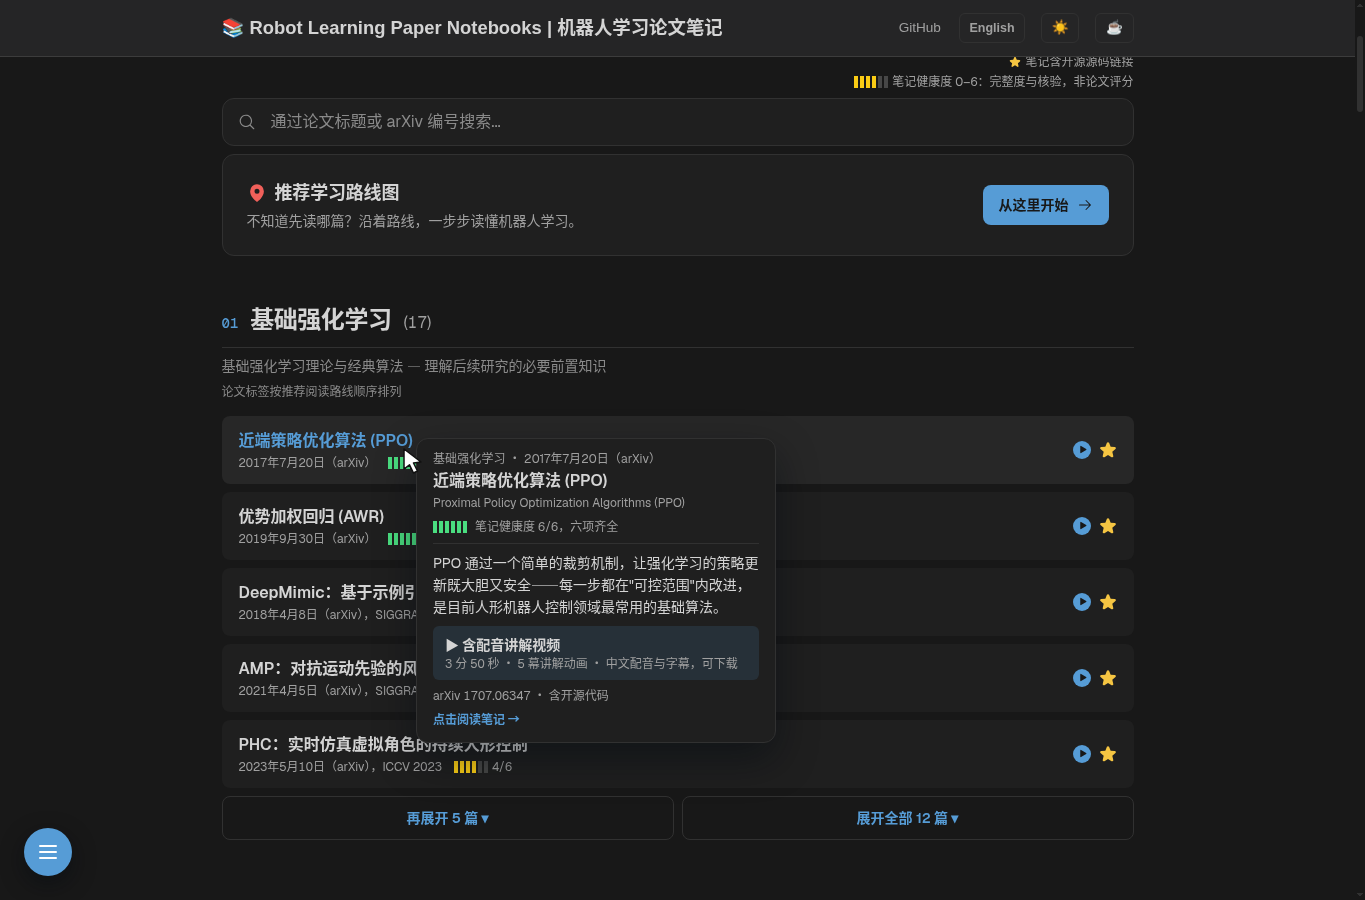 📚 Robot Learning Paper Notebooks | 机器人学习论文笔记
GitHub
English
笔记含开源源码链接
笔记健康度 0–6：完整度与核验，非论文评分
通过论文标题或 arXiv 编号搜索...
推荐学习路线图
不知道先读哪篇？沿着路线，一步步读懂机器人学习。
从这里开始 →
01 基础强化学习 (17)
基础强化学习理论与经典算法 — 理解后续研究的必要前置知识
论文标签按推荐阅读路线顺序排列
近端策略优化算法 (PPO)
2017年7月20日（arXiv）
优势加权回归 (AWR)
2019年9月30日（arXiv）
DeepMimic：基于示例引
2018年4月8日（arXiv），SIGGRA
AMP：对抗运动先验的风
2021年4月5日（arXiv），SIGGRA
PHC：实时仿真虚拟角色的持续人形控制
2023年5月10日（arXiv），ICCV 2023 4/6
基础强化学习 · 2017年7月20日（arXiv）
近端策略优化算法 (PPO)
Proximal Policy Optimization Algorithms (PPO)
笔记健康度 6/6，六项齐全
PPO 通过一个简单的裁剪机制，让强化学习的策略更
新既大胆又安全——每一步都在"可控范围"内改进，
是目前人形机器人控制领域最常用的基础算法。
▶ 含配音讲解视频
3 分 50 秒 · 5 幕讲解动画 · 中文配音与字幕，可下载
arXiv 1707.06347 · 含开源代码
点击阅读笔记 →
再展开 5 篇 ▾
展开全部 12 篇 ▾